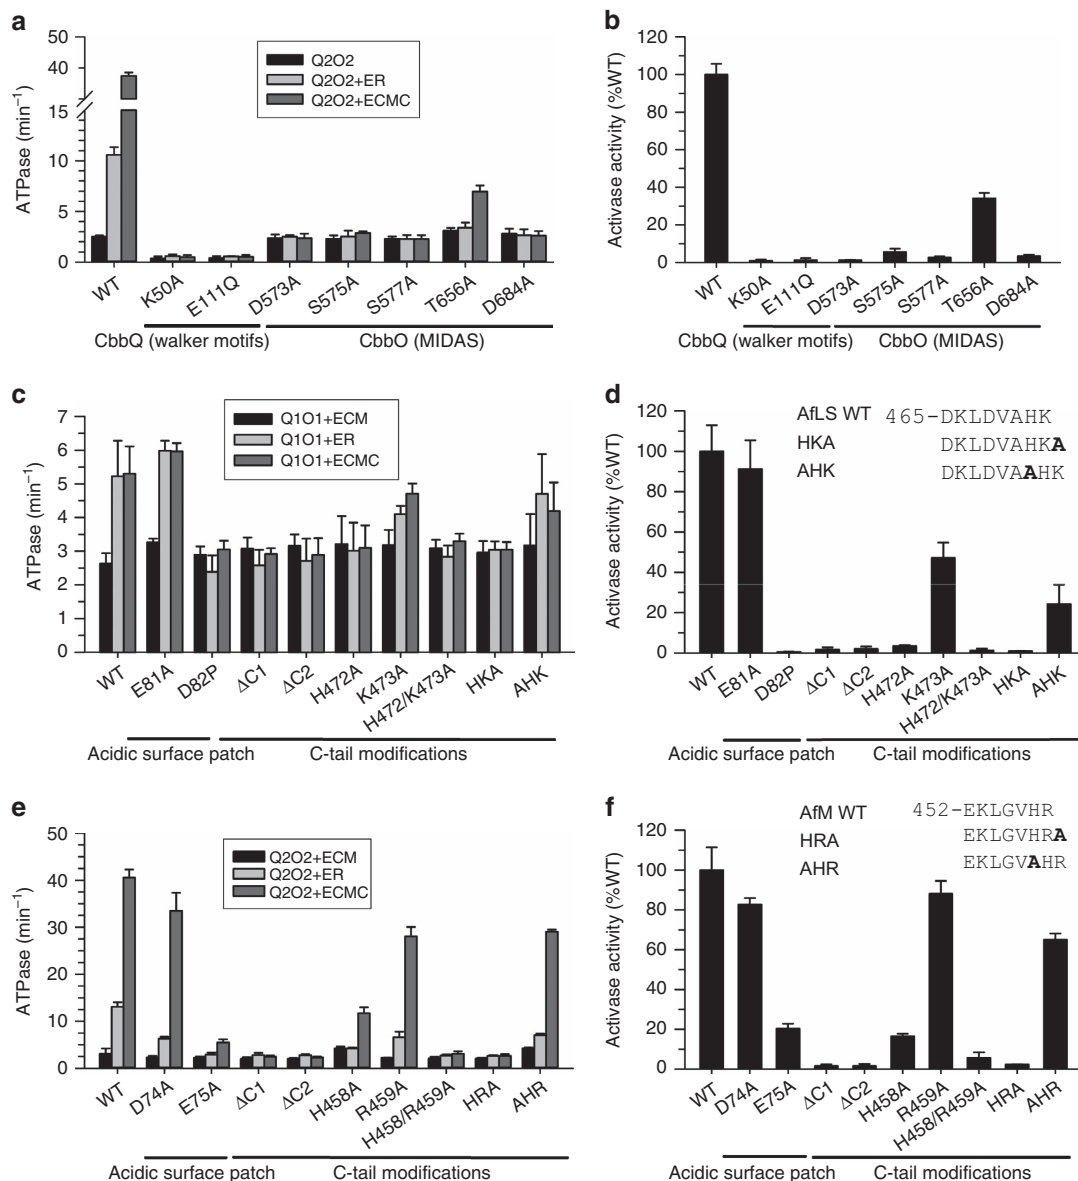 a
50
40
15
10
5
0
ATPase (min⁻¹)
Q2O2
Q2O2+ER
Q2O2+ECMC
WT
K50A
E111Q
D573A
S575A
S577A
T656A
D684A
CbbQ (walker motifs)
CbbO (MIDAS)
b
120
100
80
60
40
20
0
Activase activity (%WT)
WT
K50A
E111Q
D573A
S575A
S577A
T656A
D684A
CbbQ (walker motifs)
CbbO (MIDAS)
c
7
6
5
4
3
2
1
0
ATPase (min⁻¹)
Q1O1+ECM
Q1O1+ER
Q1O1+ECMC
WT
E81A
D82P
ΔC1
ΔC2
H472A
K473A
H472/K473A
HKA
AHK
Acidic surface patch
C-tail modifications
d
120
100
80
60
40
20
0
Activase activity (%WT)
AfLS WT 465-DKLDVAHK
HKA DKLDVAHKA
AHK DKLDVAAHK
WT
E81A
D82P
ΔC1
ΔC2
H472A
K473A
H472/K473A
HKA
AHK
Acidic surface patch
C-tail modifications
e
50
40
30
20
10
0
ATPase (min⁻¹)
Q2O2+ECM
Q2O2+ER
Q2O2+ECMC
WT
D74A
E75A
ΔC1
ΔC2
H458A
R459A
H458/R459A
HRA
AHR
Acidic surface patch
C-tail modifications
f
120
100
80
60
40
20
0
Activase activity (%WT)
AfM WT 452-EKLGVHR
HRA EKLGVHRA
AHR EKLGVAHR
WT
D74A
E75A
ΔC1
ΔC2
H458A
R459A
H458/R459A
HRA
AHR
Acidic surface patch
C-tail modifications